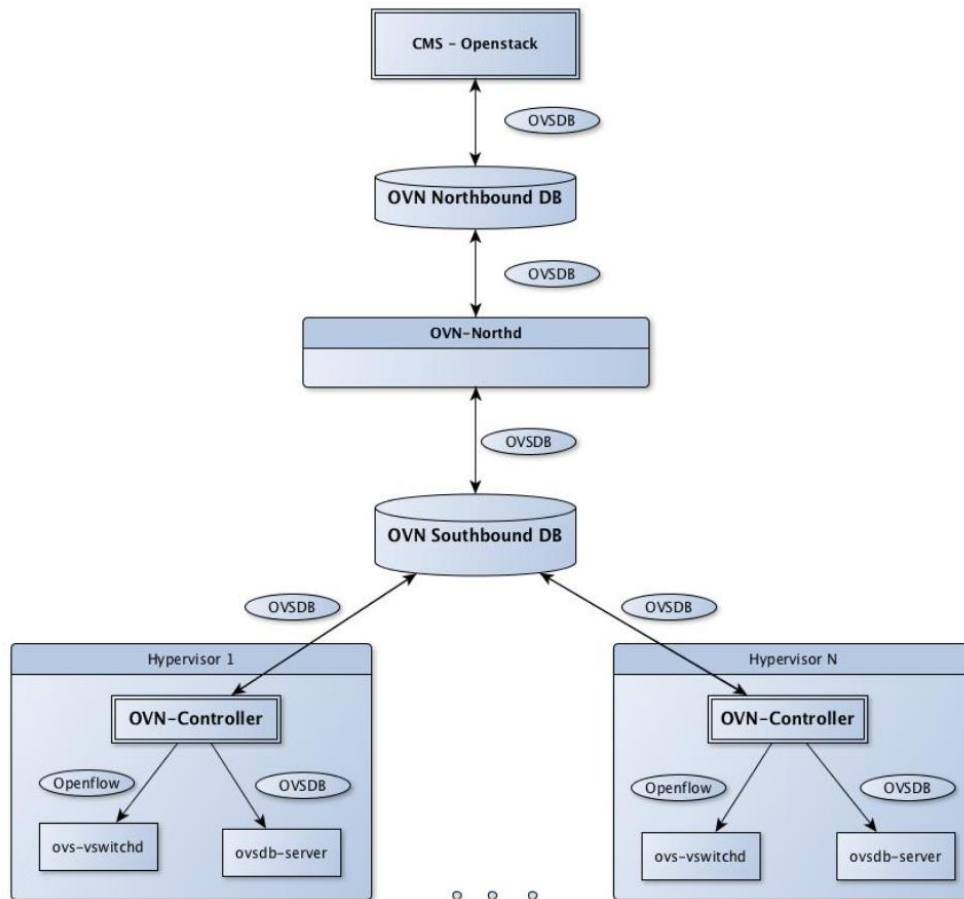 CMS - Openstack
OVSDB
OVN Northbound DB
OVSDB
OVN-Northd
OVSDB
OVN Southbound DB
OVSDB
OVSDB
Hypervisor 1
Hypervisor N
OVN-Controller
OVN-Controller
Openflow
OVSDB
Openflow
OVSDB
ovs-vswitchd
ovsdb-server
ovs-vswitchd
ovsdb-server